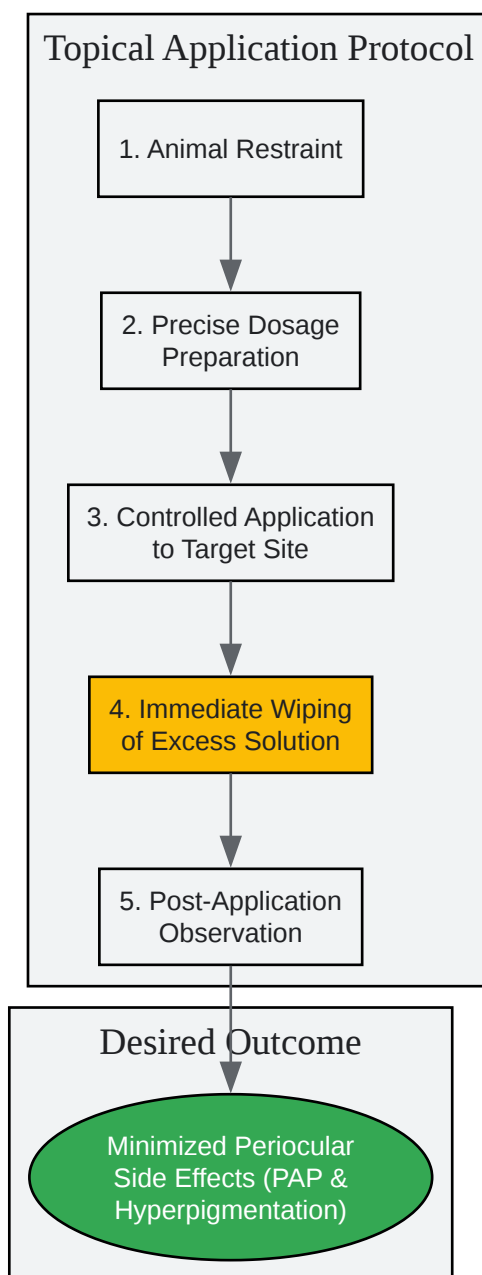 Topical Application Protocol
1. Animal Restraint
2. Precise Dosage
Preparation
3. Controlled Application
to Target Site
4. Immediate Wiping
of Excess Solution
5. Post-Application
Observation
Desired Outcome
Minimized Periocular
Side Effects (PAP &
Hyperpigmentation)